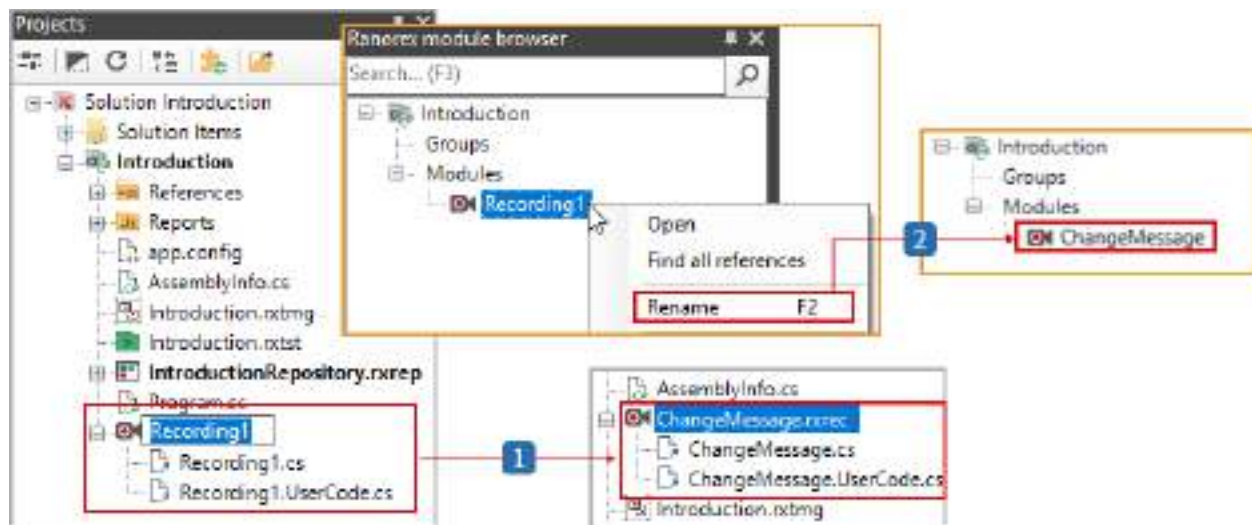 Projects
Solution Introduction
Solution Items
Introduction
References
Reports
app.config
AssemblyInfo.cs
Introduction.rxtmg
Introduction.rxtst
IntroductionRepository.rxrep
Program.cs
Recording1
Recording1.cs
Recording1.UserCode.cs
Ranorex module browser
Search... (F3)
Introduction
Groups
Modules
Recording1
Open
Find all references
Rename F2
2
Introduction
Groups
Modules
ChangeMessage
1
AssemblyInfo.cs
ChangeMessage.rxrec
ChangeMessage.cs
ChangeMessage.UserCode.cs
Introduction.rxtmg